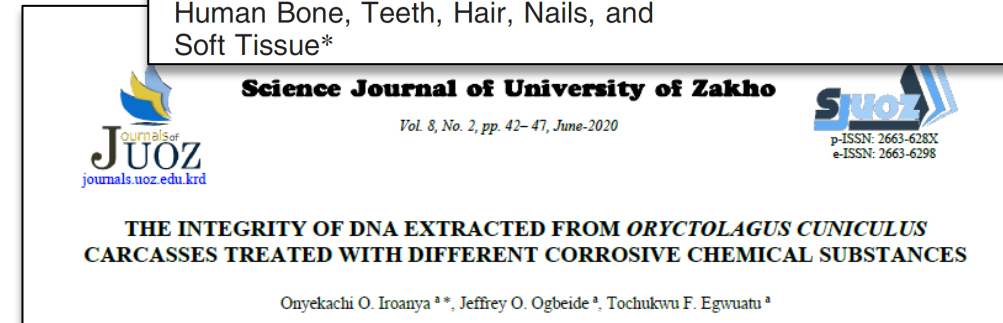 Human Bone, Teeth, Hair, Nails, and
Soft Tissue*
Science Journal of University of Zakho
Vol. 8, No. 2, pp. 42– 47, June-2020
Journals of
UOZ
journals.uoz.edu.krd
SJUOZ
p-ISSN: 2663-628X
e-ISSN: 2663-6298
THE INTEGRITY OF DNA EXTRACTED FROM ORYCTOLAGUS CUNICULUS
CARCASSES TREATED WITH DIFFERENT CORROSIVE CHEMICAL SUBSTANCES
Onyekachi O. Iroanya ᵃ *, Jeffrey O. Ogbeide ᵃ, Tochukwu F. Egwuatu ᵃ